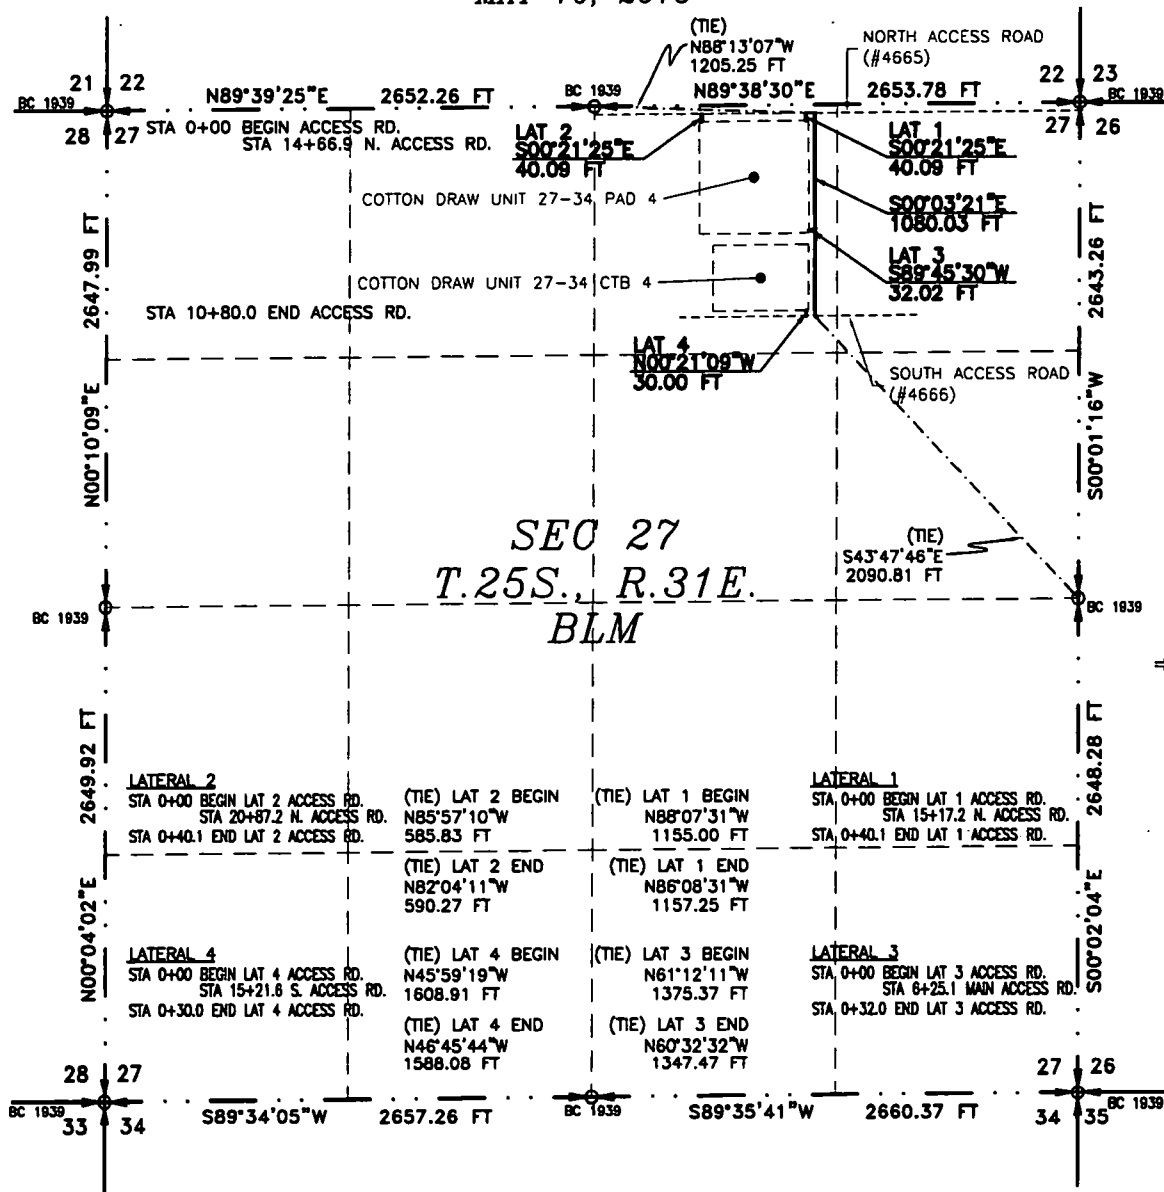 (TIE)
N88°13'07"W
1205.25 FT
NORTH ACCESS ROAD
(#4665)
21 22
22 23
BC 1939
N89°39'25"E 2652.26 FT
BC 1939
N89°38'30"E 2653.78 FT
BC 1939
28 27
27 26
STA 0+00 BEGIN ACCESS RD.
STA 14+66.9 N. ACCESS RD.
LAT 2
S00°21'25"E
40.09 FT
LAT 1
S00°21'25"E
40.09 FT
COTTON DRAW UNIT 27-34 PAD 4
S00°03'21"E
1080.03 FT
LAT 3
S89°45'30"W
32.02 FT
COTTON DRAW UNIT 27-34 CTB 4
STA 10+80.0 END ACCESS RD.
LAT 4
N00°21'09"W
30.00 FT
SOUTH ACCESS ROAD
(#4666)
N00°10'09"E 2647.99 FT
S00°01'16"W 2643.26 FT
SEC 27
T.25S., R.31E.
BLM
(TIE)
S43°47'46"E
2090.81 FT
BC 1939
BC 1939
N00°04'02"E 2649.92 FT
S00°02'04"E 2648.28 FT
LATERAL 2
STA 0+00 BEGIN LAT 2 ACCESS RD.
STA 20+87.2 N. ACCESS RD.
STA 0+40.1 END LAT 2 ACCESS RD.
(TIE) LAT 2 BEGIN
N85°57'10"W
585.83 FT
(TIE) LAT 1 BEGIN
N88°07'31"W
1155.00 FT
LATERAL 1
STA 0+00 BEGIN LAT 1 ACCESS RD.
STA 15+17.2 N. ACCESS RD.
STA 0+40.1 END LAT 1 ACCESS RD.
(TIE) LAT 2 END
N82°04'11"W
590.27 FT
(TIE) LAT 1 END
N86°08'31"W
1157.25 FT
LATERAL 4
STA 0+00 BEGIN LAT 4 ACCESS RD.
STA 15+21.6 S. ACCESS RD.
STA 0+30.0 END LAT 4 ACCESS RD.
(TIE) LAT 4 BEGIN
N45°59'19"W
1608.91 FT
(TIE) LAT 3 BEGIN
N61°12'11"W
1375.37 FT
LATERAL 3
STA 0+00 BEGIN LAT 3 ACCESS RD.
STA 6+25.1 MAIN ACCESS RD.
STA 0+32.0 END LAT 3 ACCESS RD.
(TIE) LAT 4 END
N46°45'44"W
1588.08 FT
(TIE) LAT 3 END
N60°32'32"W
1347.47 FT
28 27
27 26
BC 1939
S89°34'05"W 2657.26 FT
BC 1939
S89°35'41"W 2660.37 FT
BC 1939
33 34
34 35